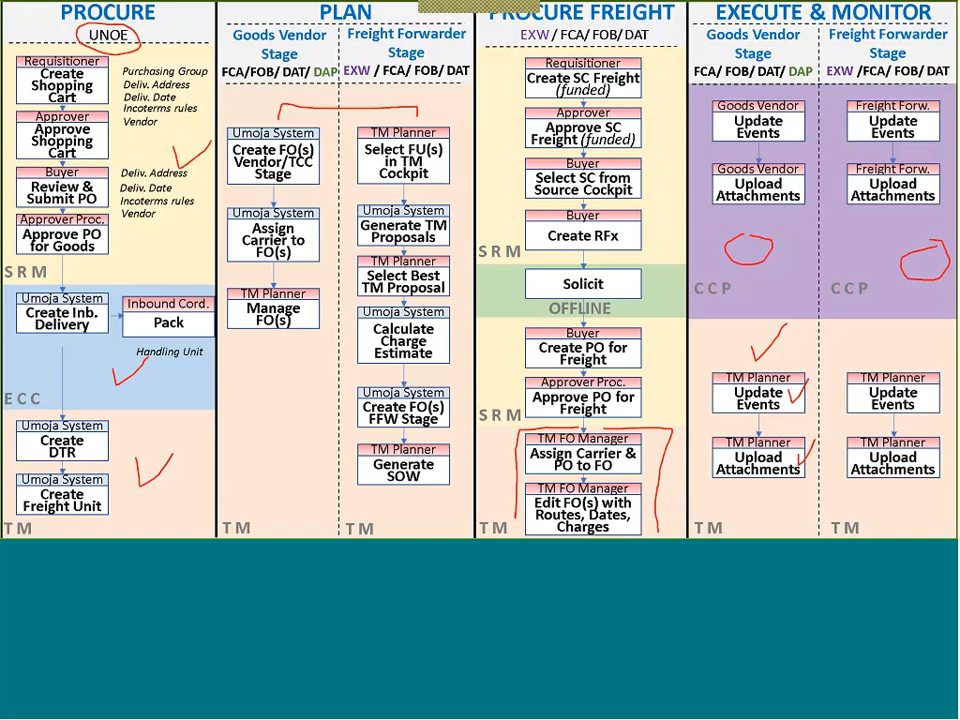 PROCURE
UNOE
Requisitioner
Create
Shopping
Cart
Purchasing Group
Deliv. Address
Deliv. Date
Incoterms rules
Vendor
Approver
Approve
Shopping
Cart
Buyer
Review &
Submit PO
Deliv. Address
Deliv. Date
Incoterms rules
Vendor
Approver Proc.
Approve PO
for Goods
SRM
Umoja System
Create Inb.
Delivery
Inbound Cord.
Pack
Handling Unit
ECC
Umoja System
Create
DTR
Umoja System
Create
Freight Unit
TM
PLAN
Goods Vendor
Stage
FCA/FOB/ DAT/ DAP
Umoja System
Create FO(s)
Vendor/TCC
Stage
Umoja System
Assign
Carrier to
FO(s)
TM Planner
Manage
FO(s)
TM
Freight Forwarder
Stage
EXW / FCA/ FOB/ DAT
TM Planner
Select FU(s)
in TM
Cockpit
Umoja System
Generate TM
Proposals
TM Planner
Select Best
TM Proposal
Umoja System
Calculate
Charge
Estimate
Umoja System
Create FO(s)
FFW Stage
TM Planner
Generate
SOW
TM
PROCURE FREIGHT
EXW / FCA/ FOB/ DAT
Requisitioner
Create SC Freight
(funded)
Approver
Approve SC
Freight (funded)
Buyer
Select SC from
Source Cockpit
Buyer
Create RFx
SRM
Solicit
OFFLINE
Buyer
Create PO for
Freight
Approver Proc.
Approve PO for
Freight
SRM
TM FO Manager
Assign Carrier &
PO to FO
TM FO Manager
Edit FO(s) with
Routes, Dates,
Charges
TM
EXECUTE & MONITOR
Goods Vendor
Stage
FCA/ FOB/ DAT/ DAP
Goods Vendor
Update
Events
Goods Vendor
Upload
Attachments
CCP
TM Planner
Update
Events
TM Planner
Upload
Attachments
TM
Freight Forwarder
Stage
EXW / FCA/ FOB/ DAT
Freight Forw.
Update
Events
Freight Forw.
Upload
Attachments
CCP
TM Planner
Update
Events
TM Planner
Upload
Attachments
TM